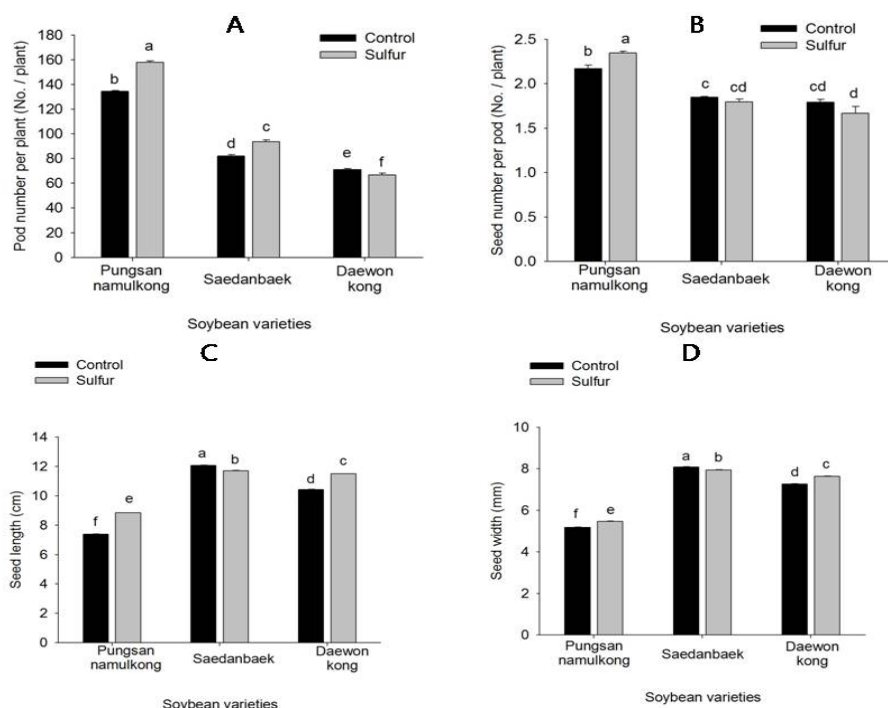 A
Control
Sulfur
Pod number per plant (No. / plant)
180
160
140
120
100
80
60
40
20
0
b
a
d
c
e
f
Pungsan
namulkong
Saedanbaek
Daewon
kong
Soybean varieties
B
Control
Sulfur
Seed number per pod (No. / plant)
2.5
2.0
1.5
1.0
0.5
0.0
b
a
c
cd
cd
d
Pungsan
namulkong
Saedanbaek
Daewon
kong
Soybean varieties
C
Control
Sulfur
Seed length (cm)
14
12
10
8
6
4
2
0
f
e
a
b
d
c
Pungsan
namulkong
Saedanbaek
Daewon
kong
Soybean varieties
D
Control
Sulfur
Seed width (mm)
10
8
6
4
2
0
f
e
a
b
d
c
Pungsan
namulkong
Saedanbaek
Daewon
kong
Soybean varieties